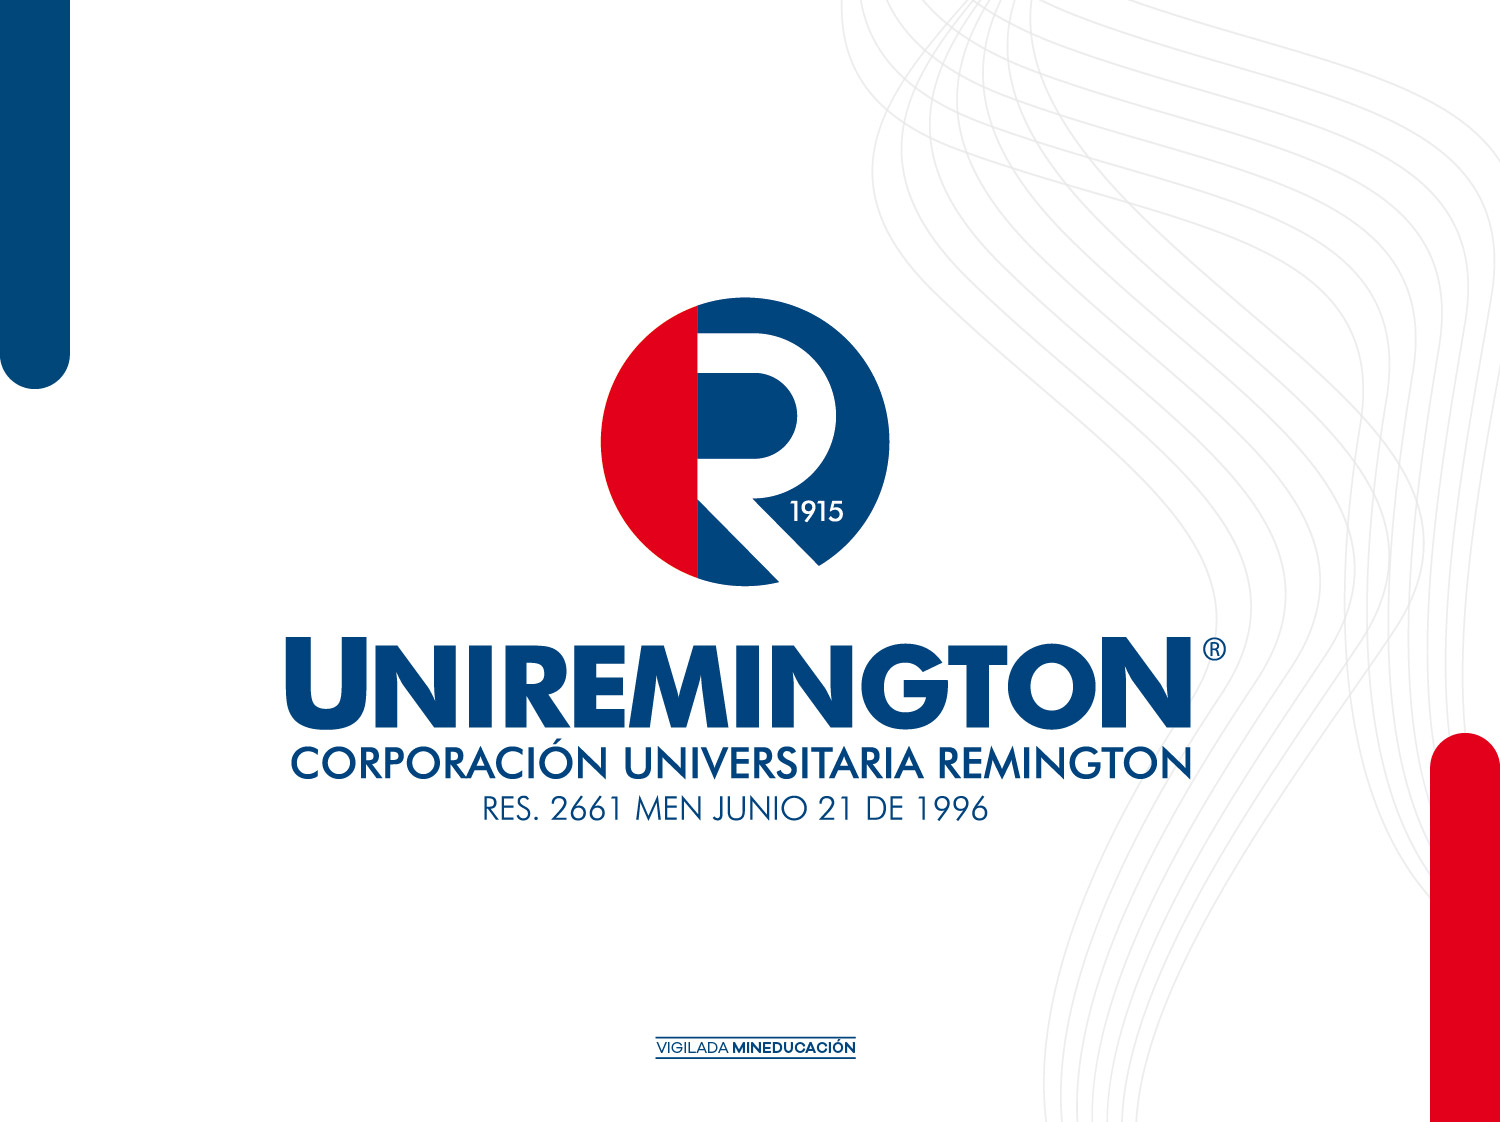 R
1915
UNIREMINGTON®
CORPORACIÓN UNIVERSITARIA REMINGTON
RES. 2661 MEN JUNIO 21 DE 1996
VIGILADA MINEDUCACIÓN